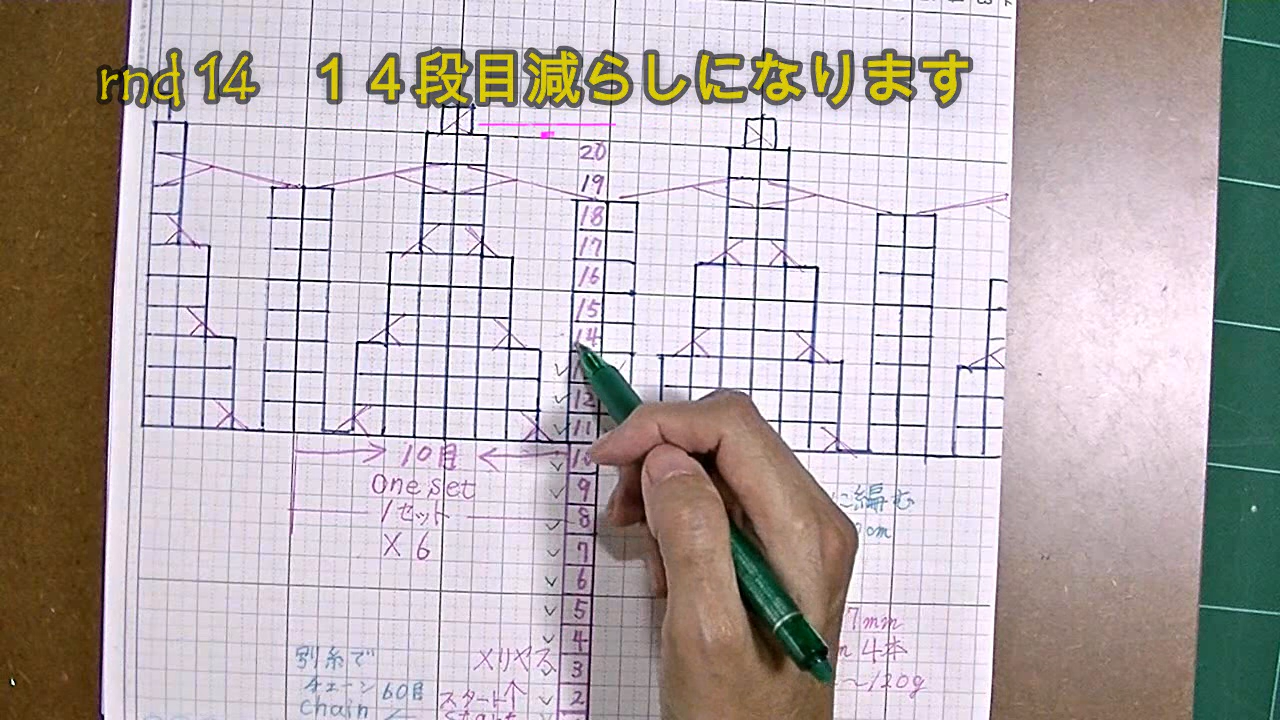 rnd 14　１４段目減らしになります
20
19
18
17
16
15
14
12
11
10
9
8
7
6
5
4
3
2
10目
One set
1セット
X 6
に編む
別糸で
チェーン 60目
chain
メリヤス
スタート↑
start
7mm
4本
～120g